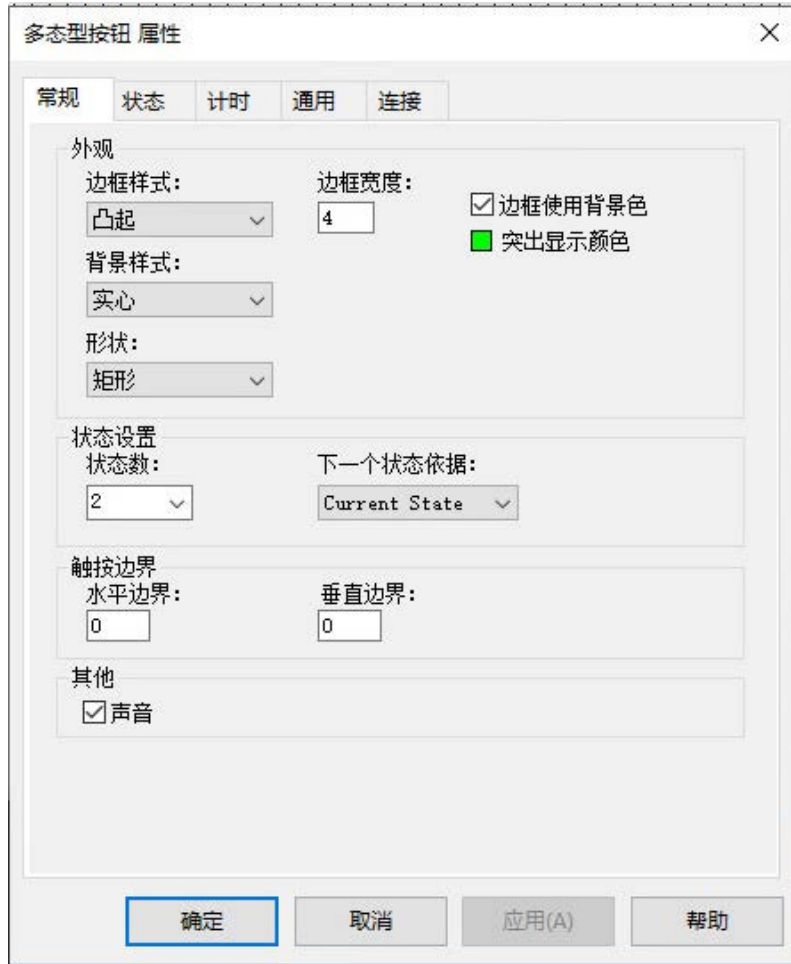 多态型按钮 属性
常规 状态 计时 通用 连接
外观
边框样式: 边框宽度:
凸起 4 边框使用背景色
突出显示颜色
背景样式:
实心
形状:
矩形
状态设置
状态数: 下一个状态依据:
2 Current State
触按边界
水平边界: 垂直边界:
0 0
其他
声音
确定 取消 应用(A) 帮助